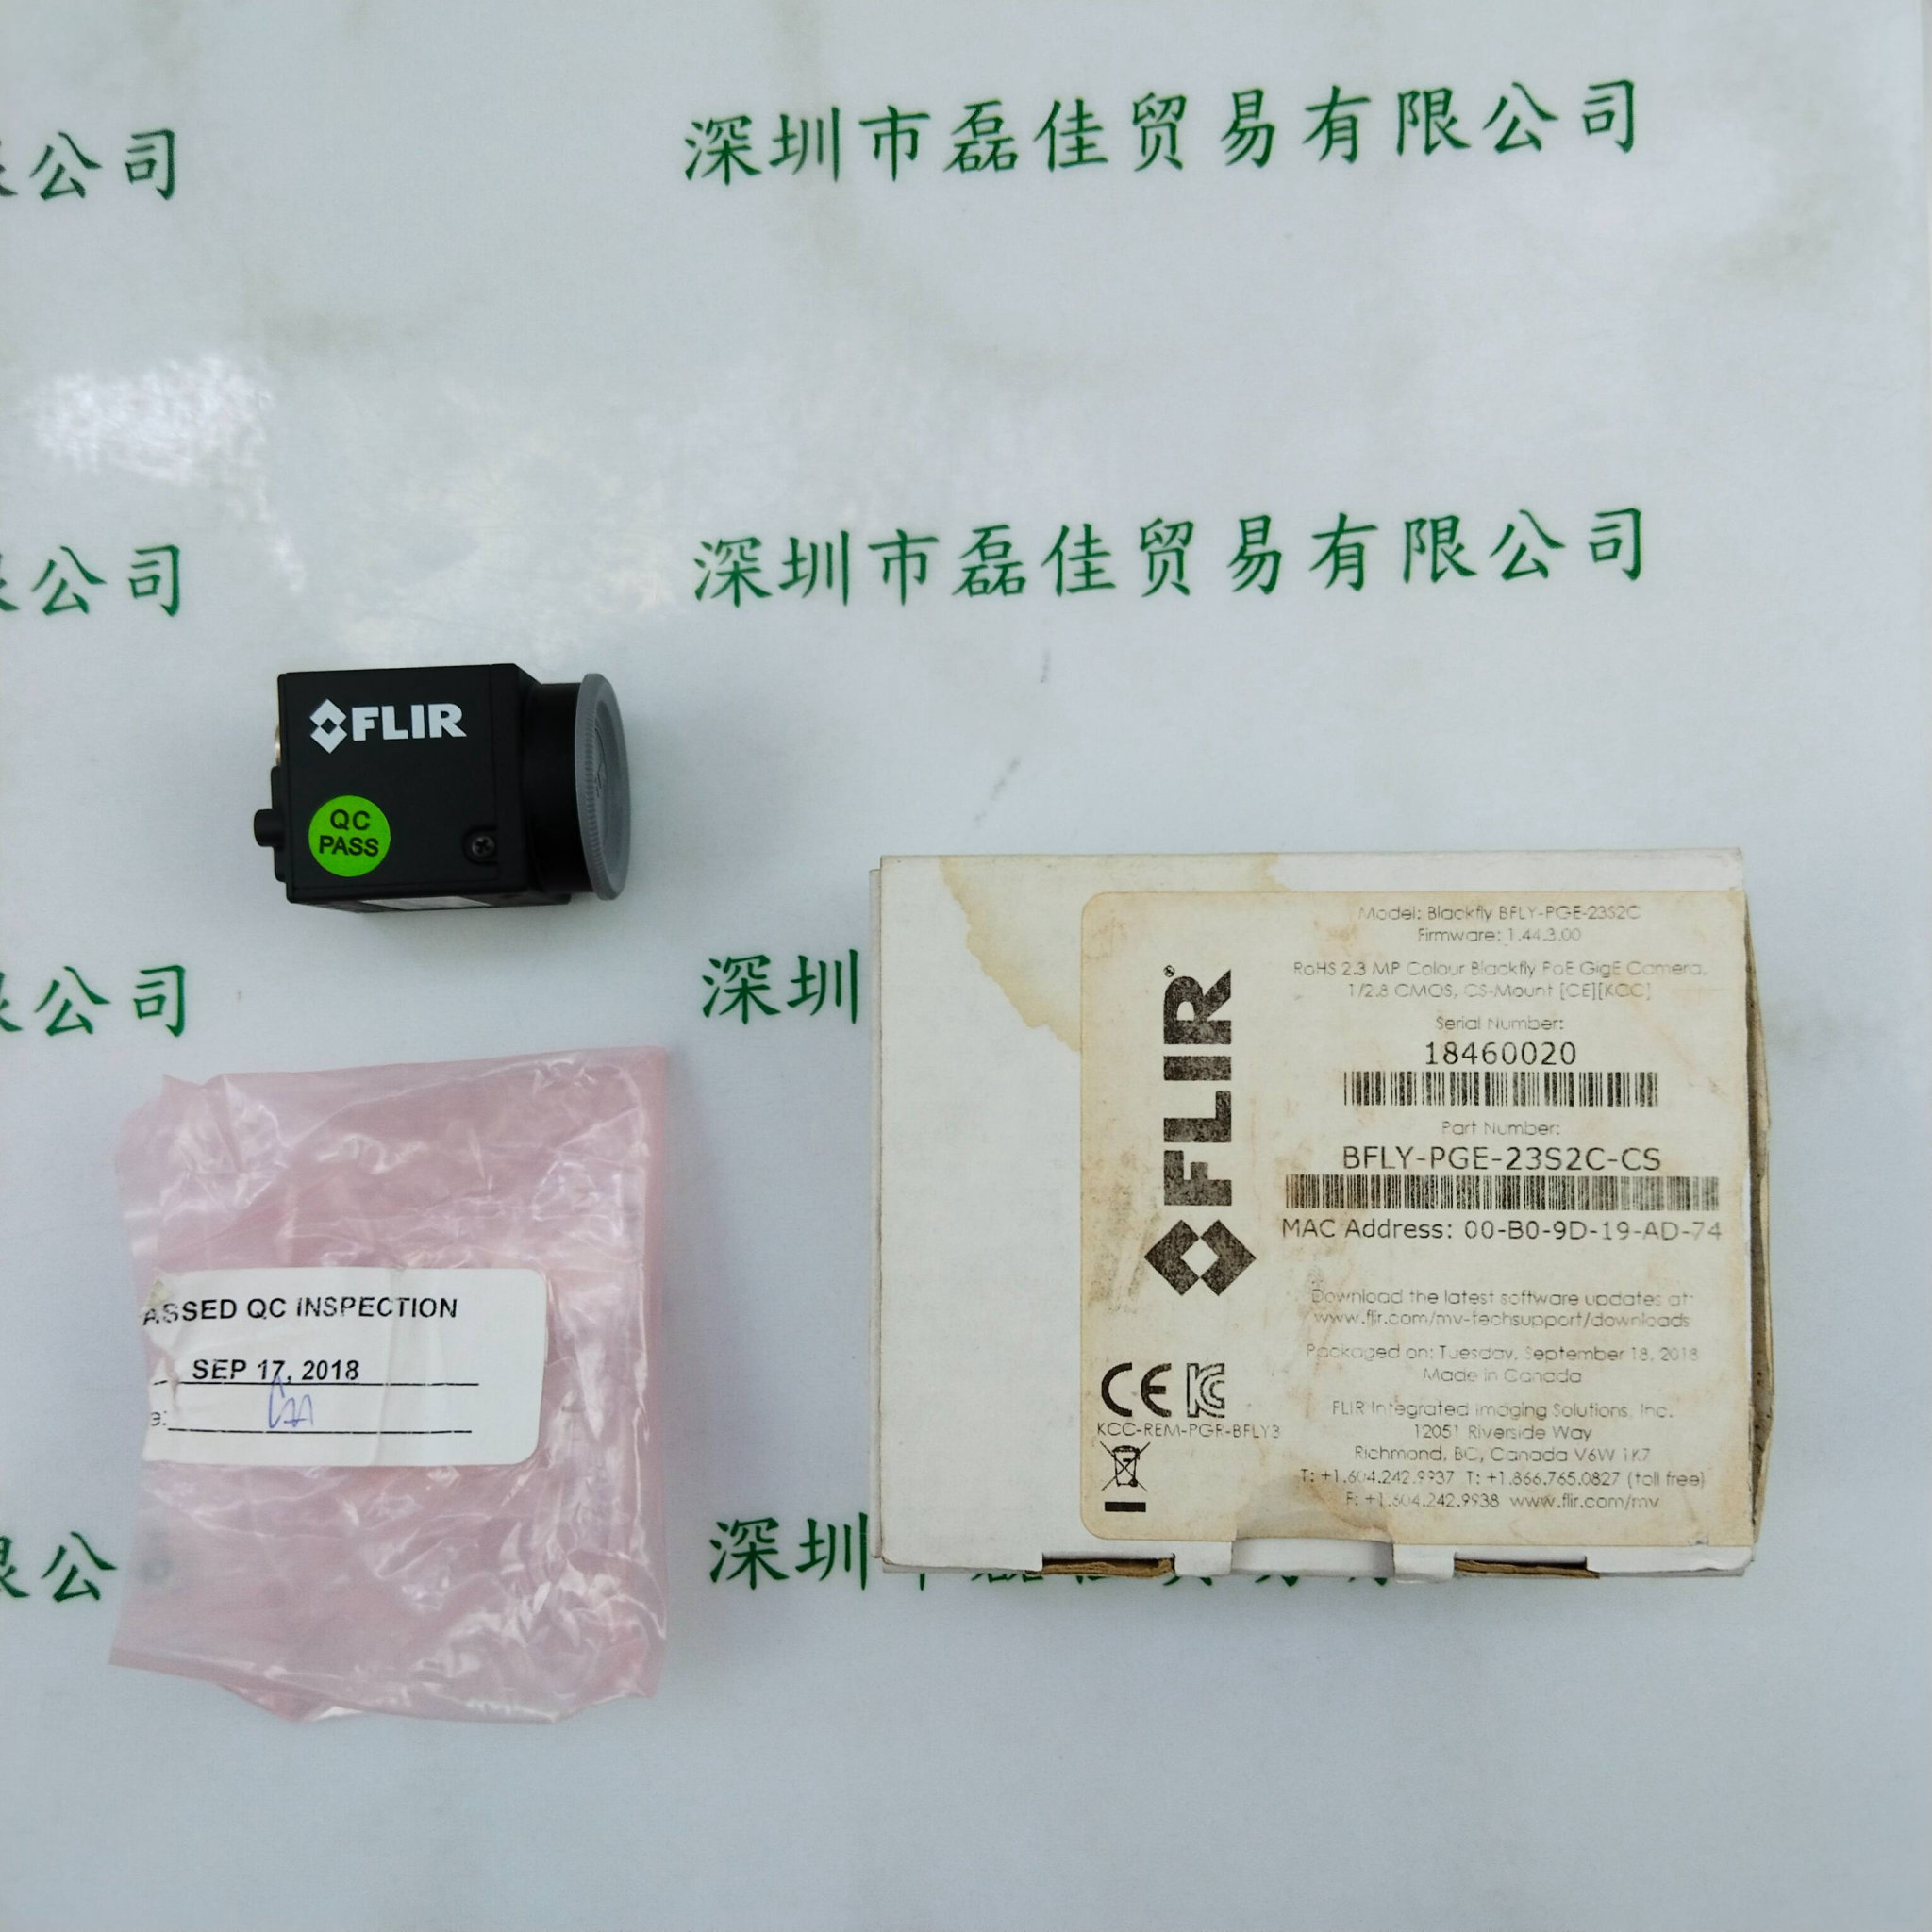 公司
深圳市磊佳贸易有限公司
限公司
深圳市磊佳贸易有限公司
FLIR
QC
PASS
限公司
深圳
Model: Blackfly BFLY-PGE-23S2C
Firmware: 1.44.3.00
RoHS 2.3 MP Colour Blackfly PoE GigE Camera,
1/2.8 CMOS, CS-Mount [CE][KCC]
Serial Number:
18460020
Part Number:
BFLY-PGE-23S2C-CS
MAC Address: 00-B0-9D-19-AD-74
Download the latest software updates at:
www.flir.com/mv-techsupport/downloads
Packaged on: Tuesday, September 18, 2018
Made in Canada
FLIR Integrated Imaging Solutions, Inc.
12051 Riverside Way
Richmond, BC, Canada V6W 1K7
T: +1.604.242.9937 T: +1.866.765.0827 (toll free)
F: +1.604.242.9938 www.flir.com/mv
FLIR®
CE KC
KCC-REM-PGR-BFLY3
ASSED QC INSPECTION
SEP 17, 2018
e:
限公
深圳市磊佳贸易有